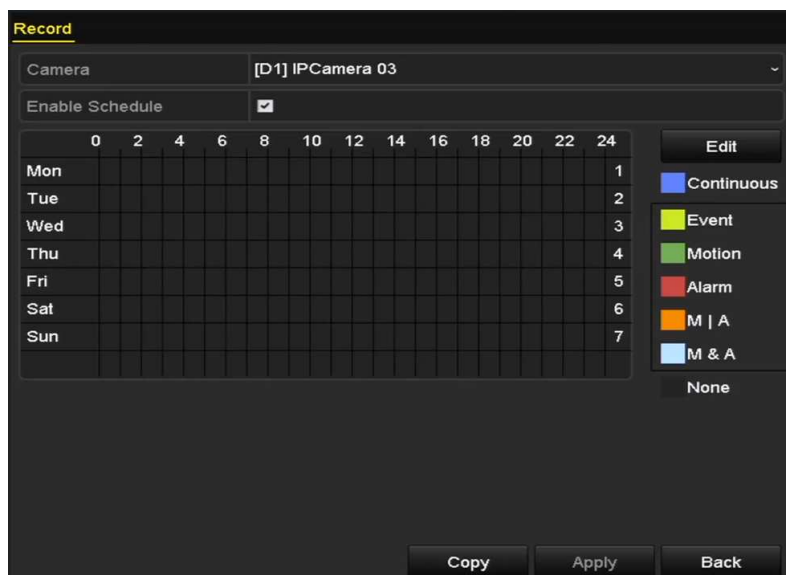 Record
Camera [D1] IPCamera 03
Enable Schedule
0 2 4 6 8 10 12 14 16 18 20 22 24
Edit
Mon 1
Continuous
Tue 2
Event
Wed 3
Motion
Thu 4
Alarm
Fri 5
Sat 6
M | A
Sun 7
M & A
None
Copy Apply Back